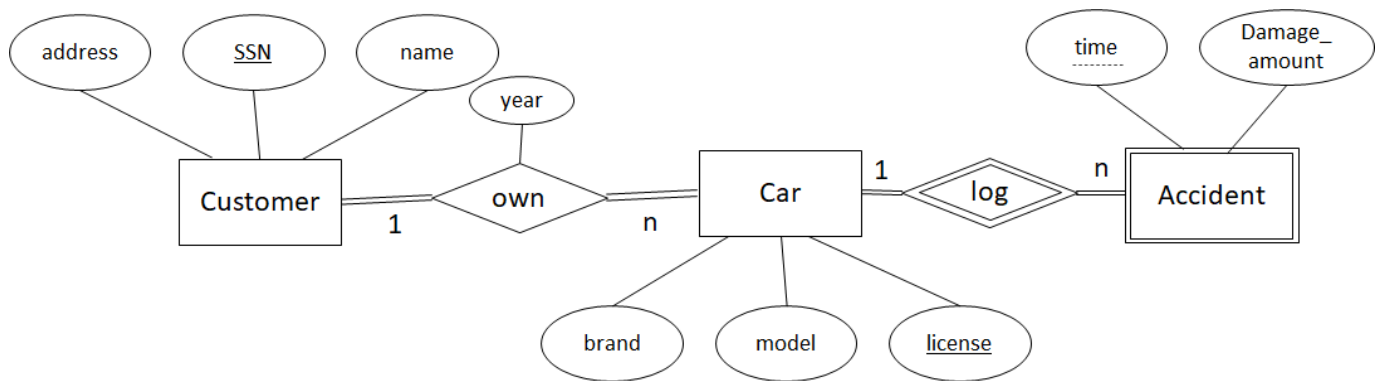 address
SSN
name
year
time
Damage_
amount
Customer
1
own
n
Car
1
log
n
Accident
brand
model
license